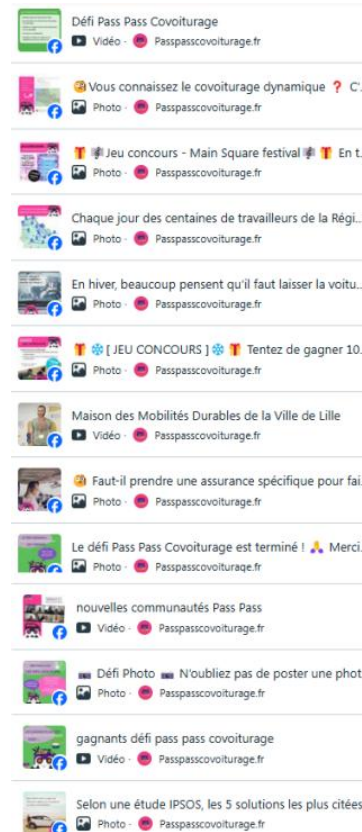 Défi Pass Pass Covoiturage
Vidéo · Passpasscovoiturage.fr
🧐Vous connaissez le covoiturage dynamique ❓ C'...
Photo · Passpasscovoiturage.fr
🎁 Jeu concours - Main Square festival 🎁 En t...
Photo · Passpasscovoiturage.fr
Chaque jour des centaines de travailleurs de la Régi...
Photo · Passpasscovoiturage.fr
En hiver, beaucoup pensent qu'il faut laisser la voitu...
Photo · Passpasscovoiturage.fr
🎁 ❄️ [ JEU CONCOURS ] ❄️ 🎁 Tentez de gagner 10...
Photo · Passpasscovoiturage.fr
Maison des Mobilités Durables de la Ville de Lille
Vidéo · Passpasscovoiturage.fr
🧐 Faut-il prendre une assurance spécifique pour fai...
Photo · Passpasscovoiturage.fr
Le défi Pass Pass Covoiturage est terminé ! 🙏 Merci...
Photo · Passpasscovoiturage.fr
nouvelles communautés Pass Pass
Vidéo · Passpasscovoiturage.fr
📷 Défi Photo 📷 N'oubliez pas de poster une phot
Photo · Passpasscovoiturage.fr
gagnants défi pass pass covoiturage
Vidéo · Passpasscovoiturage.fr
Selon une étude IPSOS, les 5 solutions les plus citées
Photo · Passpasscovoiturage.fr